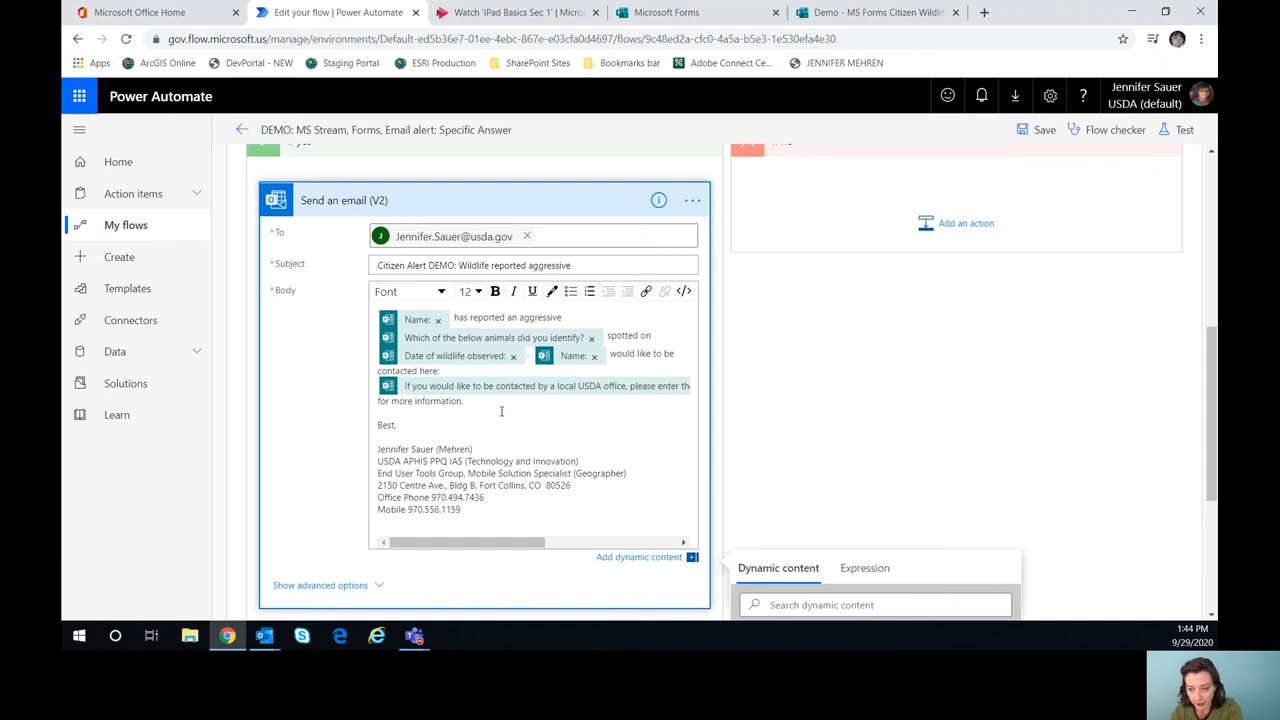 Microsoft Office Home
Edit your flow | Power Automate
Watch 'iPad Basics Sec 1' | Micros
Microsoft Forms
Demo - MS Forms Citizen Wildlif
gov.flow.microsoft.us/manage/environments/Default-ed5b36e7-01ee-4ebc-867e-e03cfa0d4697/flows/9c48ed2a-cfc0-4a5a-b5e3-1e530efa4e30
Apps
ArcGIS Online
DevPortal - NEW
Staging Portal
ESRI Production
SharePoint Sites
Bookmarks bar
Adobe Connect Ce...
JENNIFER MEHREN
Power Automate
Jennifer Sauer
USDA (default)
DEMO: MS Stream, Forms, Email alert: Specific Answer
Save
Flow checker
Test
Home
Action items
My flows
Create
Templates
Connectors
Data
Solutions
Learn
Send an email (V2)
* To
Jennifer.Sauer@usda.gov
* Subject
Citizen Alert DEMO: Wildlife reported aggressive
* Body
Font
12
B I U
Name: has reported an aggressive
Which of the below animals did you identify? spotted on
Date of wildlife observed: . Name: would like to be
contacted here:
If you would like to be contacted by a local USDA office, please enter th
for more information.
Best,
Jennifer Sauer (Mehren)
USDA APHIS PPQ IAS (Technology and Innovation)
End User Tools Group, Mobile Solution Specialist (Geographer)
2150 Centre Ave., Bldg B, Fort Collins, CO 80526
Office Phone 970.494.7436
Mobile 970.556.1159
Add dynamic content
Show advanced options
Add an action
Dynamic content
Expression
Search dynamic content
1:44 PM
9/29/2020